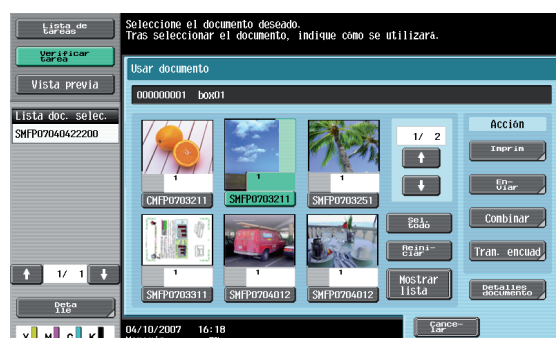 Lista de
tareas
Verificar
tarea
Vista previa
Lista doc. selec.
SMFP07040422200
1/ 1
Deta
lle
Y M C K
Seleccione el documento deseado.
Tras seleccionar el documento, indique cómo se utilizará.
Usar documento
000000001 box01
1
CMFP0703211
1
SMFP0703211
1
SMFP0703251
1
SMFP0703311
1
SMFP0704012
1
SMFP0704012
1/ 2
Sel.
todo
Reini-
ciar
Mostrar
lista
Acción
Imprim
En-
viar
Combinar
Tran. encuad
Detalles
documento
04/10/2007 16:18
Cance-
lar